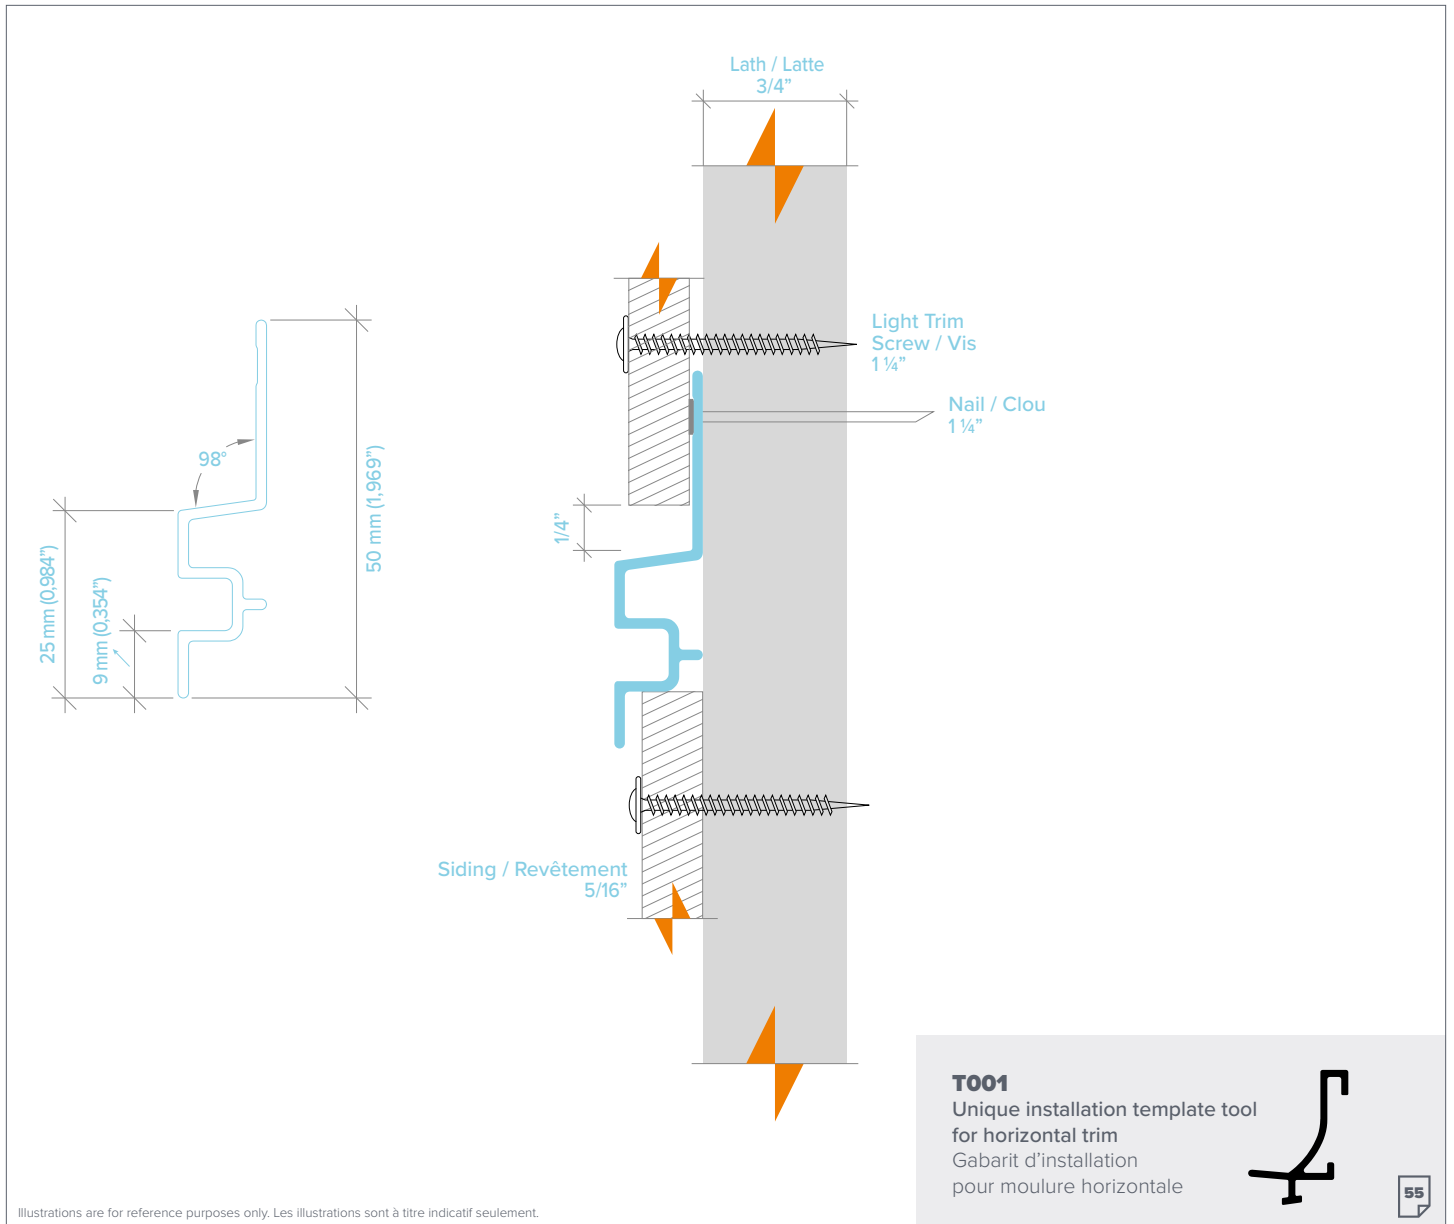 Lath / Latte
3/4”
Light Trim
Screw / Vis
1 ¼”
Nail / Clou
1 ¼”
98°
50 mm (1,969”)
25 mm (0,984”)
9 mm (0,354”)
1/4”
Siding / Revêtement
5/16”
T001
Unique installation template tool
for horizontal trim
Gabarit d’installation
pour moulure horizontale
55
Illustrations are for reference purposes only. Les illustrations sont à titre indicatif seulement.